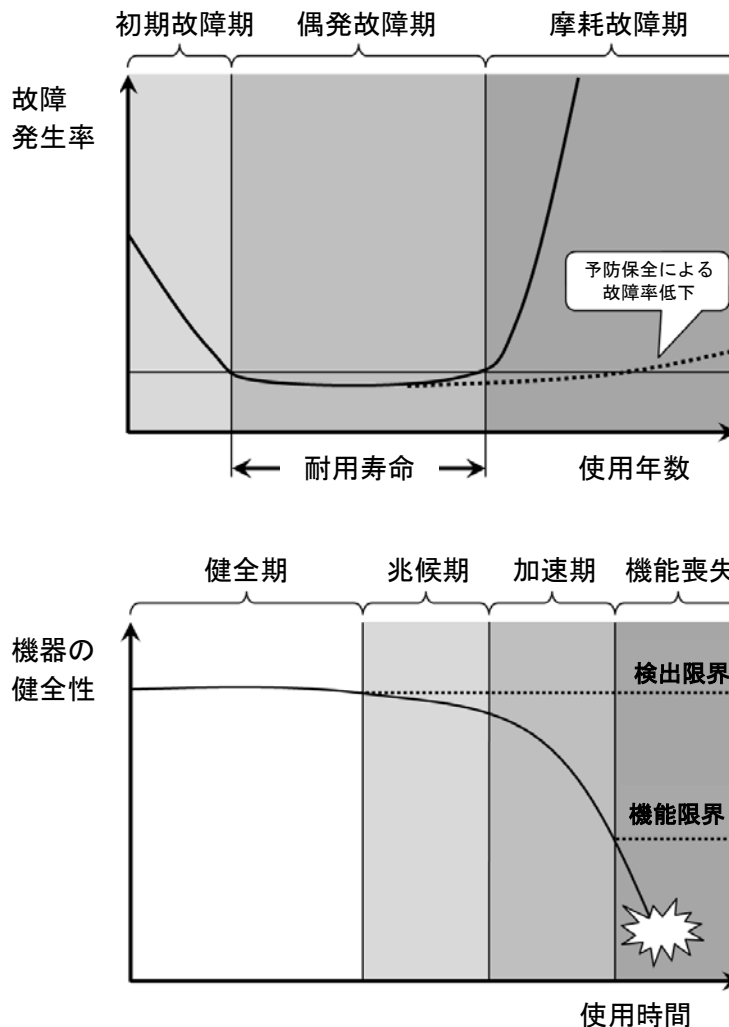 初期故障期 偶発故障期 摩耗故障期
故障
発生率
予防保全による
故障率低下
耐用寿命 使用年数
健全期 兆候期 加速期 機能喪失
機器の
健全性
検出限界
機能限界
使用時間